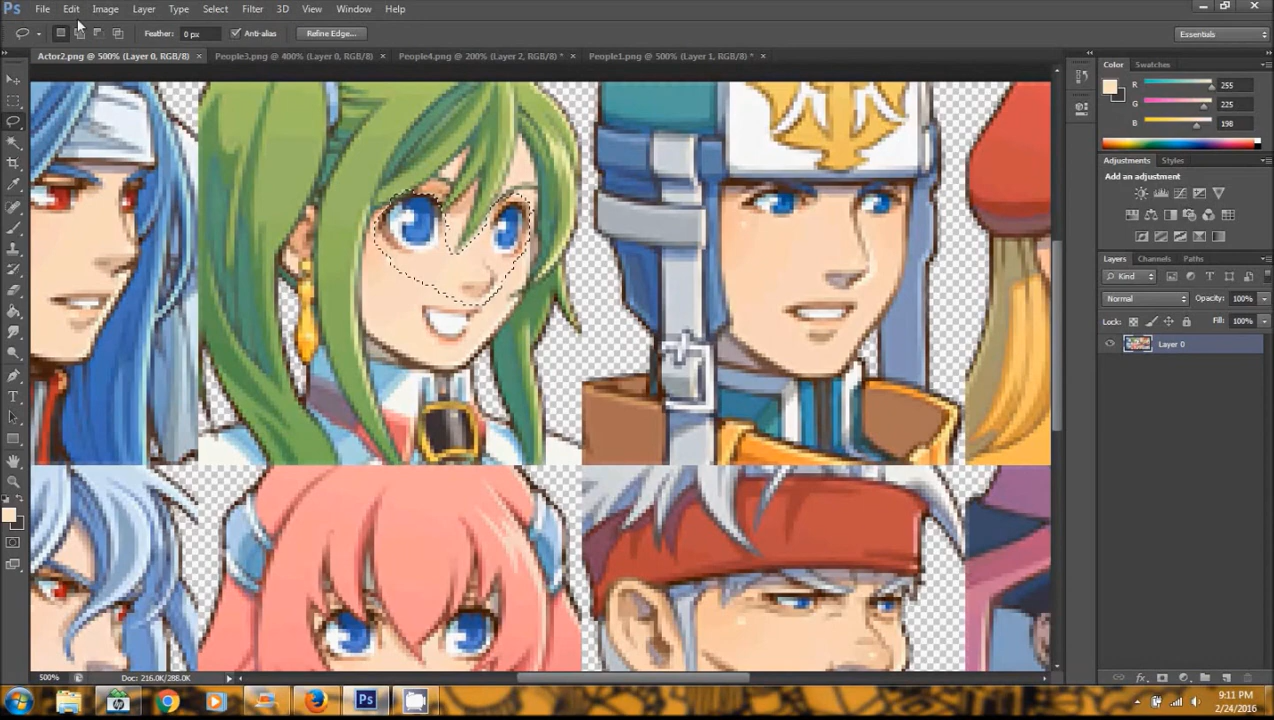 Ps File Edit Image Layer Type Select Filter 3D View Window Help
Feather: 0 px Anti-alias Refine Edge... Essentials
Actor2.png @ 500% (Layer 0, RGB/8) × People3.png @ 400% (Layer 0, RGB/8) × People4.png @ 200% (Layer 2, RGB/8) * × People1.png @ 500% (Layer 1, RGB/8) * ×
Color Swatches
R 255
G 225
B 198
Adjustments Styles
Add an adjustment
Layers Channels Paths
Kind
Normal Opacity: 100%
Lock: Fill: 100%
Layer 0
500% Doc: 216.0K/288.0K
fx
Ps
9:11 PM
2/24/2016